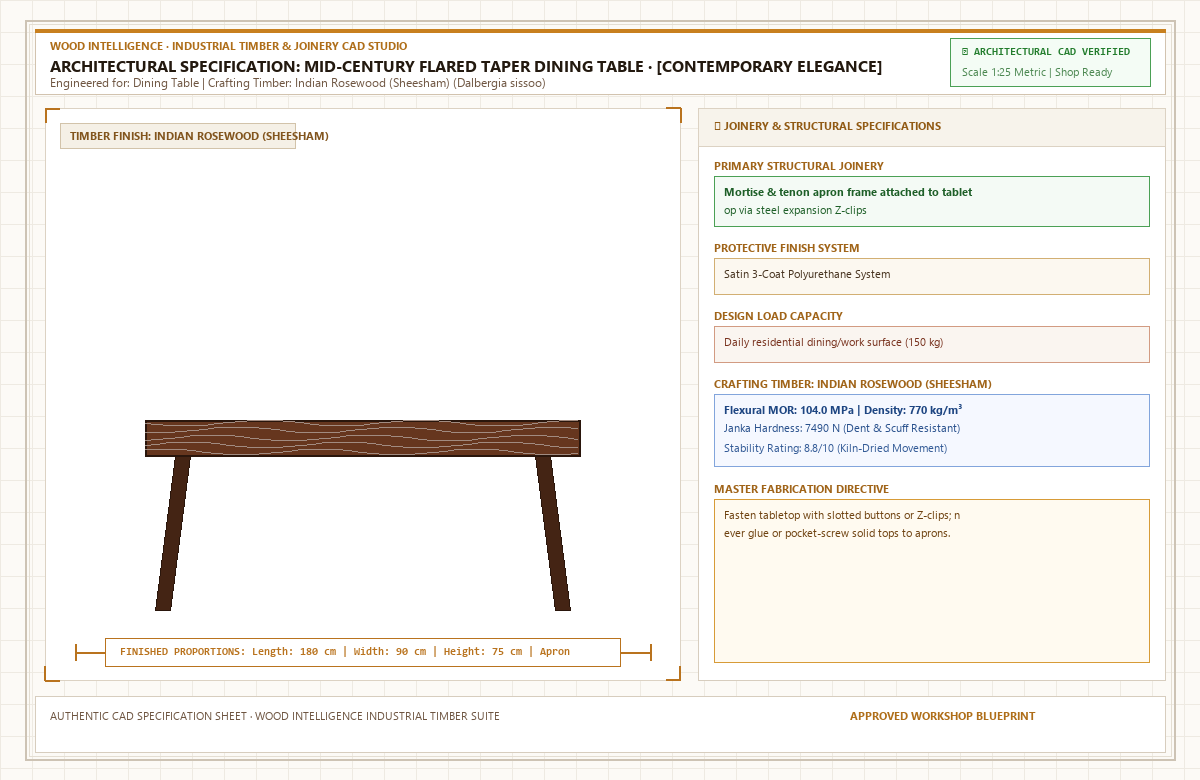 WOOD INTELLIGENCE · INDUSTRIAL TIMBER & JOINERY CAD STUDIO
ARCHITECTURAL SPECIFICATION: MID-CENTURY FLARED TAPER DINING TABLE · [CONTEMPORARY ELEGANCE]
Engineered for: Dining Table | Crafting Timber: Indian Rosewood (Sheesham) (Dalbergia sissoo)
ARCHITECTURAL CAD VERIFIED
Scale 1:25 Metric | Shop Ready
TIMBER FINISH: INDIAN ROSEWOOD (SHEESHAM)
FINISHED PROPORTIONS: Length: 180 cm | Width: 90 cm | Height: 75 cm | Apron
JOINERY & STRUCTURAL SPECIFICATIONS
PRIMARY STRUCTURAL JOINERY
Mortise & tenon apron frame attached to tablet
op via steel expansion Z-clips
PROTECTIVE FINISH SYSTEM
Satin 3-Coat Polyurethane System
DESIGN LOAD CAPACITY
Daily residential dining/work surface (150 kg)
CRAFTING TIMBER: INDIAN ROSEWOOD (SHEESHAM)
Flexural MOR: 104.0 MPa | Density: 770 kg/m³
Janka Hardness: 7490 N (Dent & Scuff Resistant)
Stability Rating: 8.8/10 (Kiln-Dried Movement)
MASTER FABRICATION DIRECTIVE
Fasten tabletop with slotted buttons or Z-clips; n
ever glue or pocket-screw solid tops to aprons.
AUTHENTIC CAD SPECIFICATION SHEET · WOOD INTELLIGENCE INDUSTRIAL TIMBER SUITE
APPROVED WORKSHOP BLUEPRINT